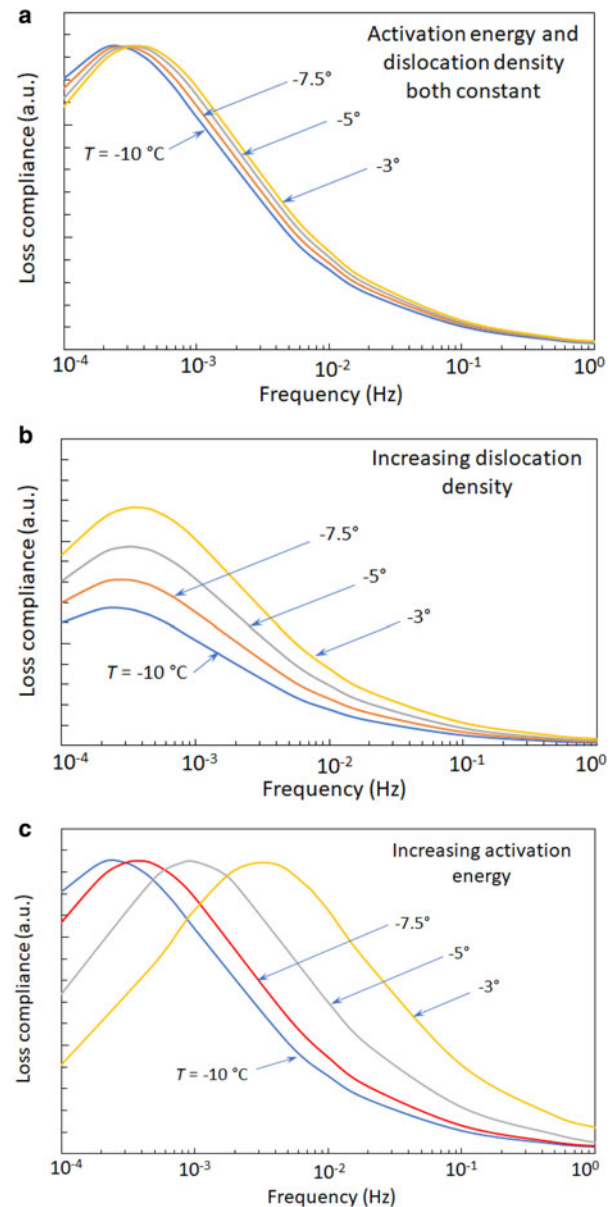 a
Activation energy and
dislocation density
both constant
-7.5°
-5°
T = -10 °C
-3°
Loss compliance (a.u.)
10⁻⁴ 10⁻³ 10⁻² 10⁻¹ 10⁰
Frequency (Hz)
b
Increasing dislocation
density
-7.5°
-5°
-3°
T = -10 °C
Loss compliance (a.u.)
10⁻⁴ 10⁻³ 10⁻² 10⁻¹ 10⁰
Frequency (Hz)
c
Increasing activation
energy
-7.5°
-5°
-3°
T = -10 °C
Loss compliance (a.u.)
10⁻⁴ 10⁻³ 10⁻² 10⁻¹ 10⁰
Frequency (Hz)